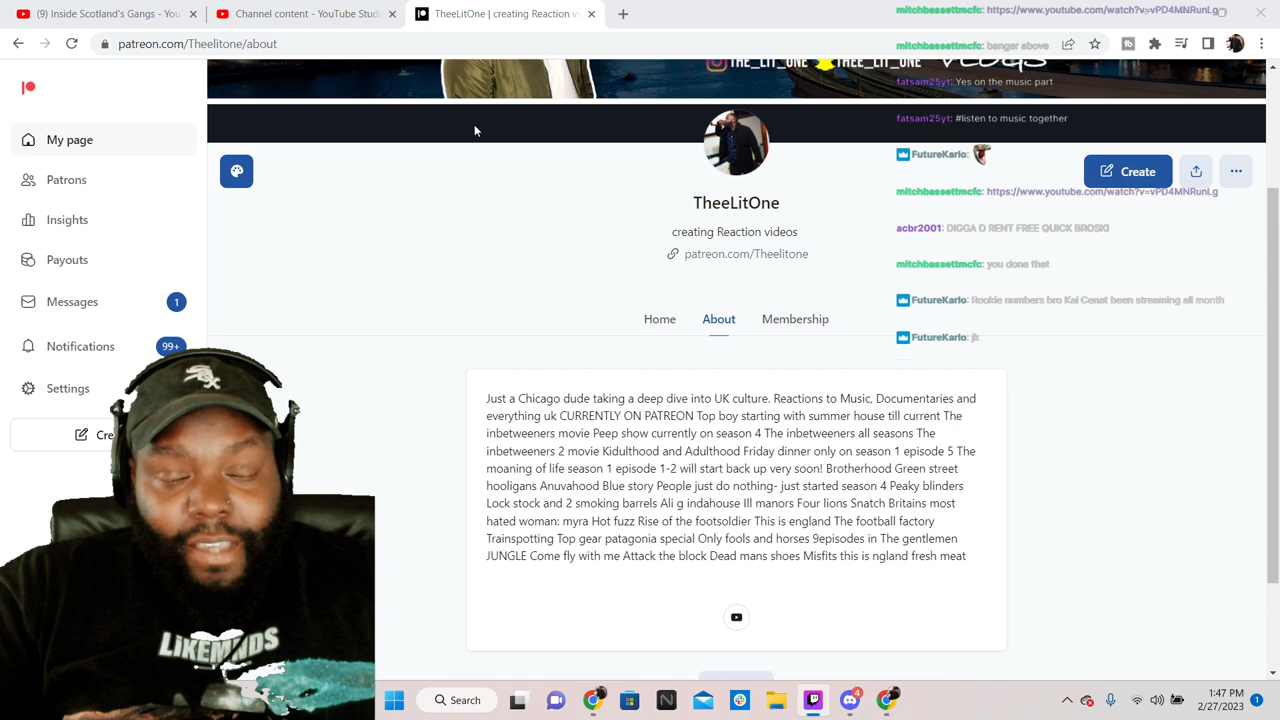 (9) Inside Scotland's Gangs: You
Channel Content - YouTube Stud
TheeLitOne | creating Reaction vi
patreon.com/Theelitone/about
mitchbassettmcfc: https://www.youtube.com/watch?v=vPD4MNRunLg
mitchbassettmcfc: banger above
THE_LIT_ONE
THEE_LIT_ONE
VLOGS
fatsam25yt: Yes on the music part
fatsam25yt: #listen to music together
FutureKarlo:
mitchbassettmcfc: https://www.youtube.com/watch?v=vPD4MNRunLg
acbr2001: DIGGA D RENT FREE QUICK BROSKI
mitchbassettmcfc: you done that
FutureKarlo: Rookie numbers bro Kai Cenat been streaming all month
FutureKarlo: jk
My page
Patrons
Insights
Payouts
Messages 1
Notifications 99+
Settings
Cre
Create
TheeLitOne
creating Reaction videos
patreon.com/Theelitone
Home About Membership
Just a Chicago dude taking a deep dive into UK culture. Reactions to Music, Documentaries and
everything uk CURRENTLY ON PATREON Top boy starting with summer house till current The
inbetweeners movie Peep show currently on season 4 The inbetweeners all seasons The
inbetweeners 2 movie Kidulthood and Adulthood Friday dinner only on season 1 episode 5 The
moaning of life season 1 episode 1-2 will start back up very soon! Brotherhood Green street
hooligans Anuvahood Blue story People just do nothing- just started season 4 Peaky blinders
Lock stock and 2 smoking barrels Ali g indahouse Ill manors Four lions Snatch Britains most
hated woman: myra Hot fuzz Rise of the footsoldier This is england The football factory
Trainspotting Top gear patagonia special Only fools and horses 9episodes in The gentlemen
JUNGLE Come fly with me Attack the block Dead mans shoes Misfits this is ngland fresh meat
LIKEMINDS
Search
4
1:47 PM
2/27/2023